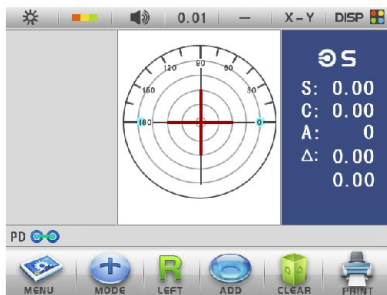 0.01 — X-Y DISP
S
120 90 60
150 30
180 0
S: 0.00
C: 0.00
A: 0
△: 0.00
0.00
PD
R
MENU MODE LEFT ADD CLEAR PRINT